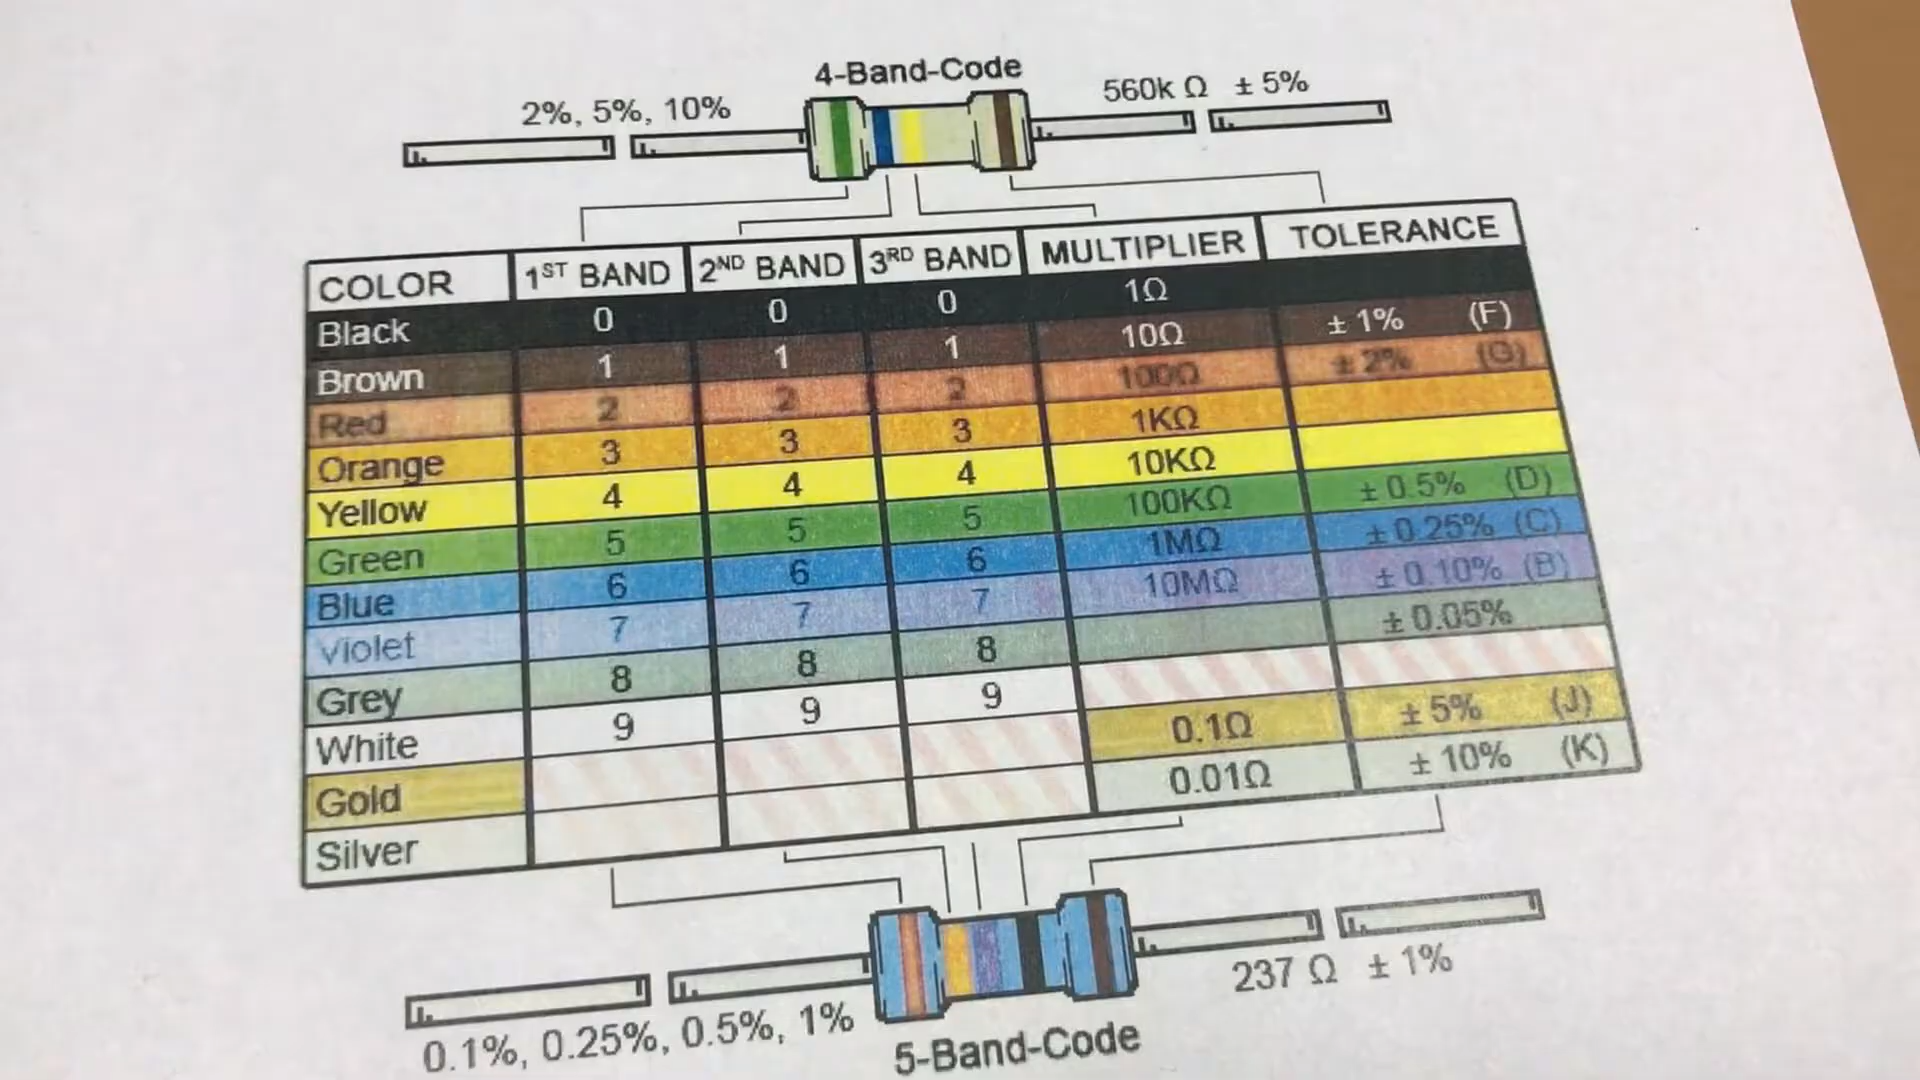 4-Band-Code
2%, 5%, 10%
560k Ω ± 5%
COLOR 1ST BAND 2ND BAND 3RD BAND MULTIPLIER TOLERANCE
Black 0 0 0 1Ω
Brown 1 1 1 10Ω ± 1% (F)
Red 2 2 2 100Ω ± 2% (G)
Orange 3 3 3 1KΩ
Yellow 4 4 4 10KΩ
Green 5 5 5 100KΩ ± 0.5% (D)
Blue 6 6 6 1MΩ ± 0.25% (C)
Violet 7 7 7 10MΩ ± 0.10% (B)
Grey 8 8 8 ± 0.05%
White 9 9 9
Gold 0.1Ω ± 5% (J)
Silver 0.01Ω ± 10% (K)
0.1%, 0.25%, 0.5%, 1%
237 Ω ± 1%
5-Band-Code